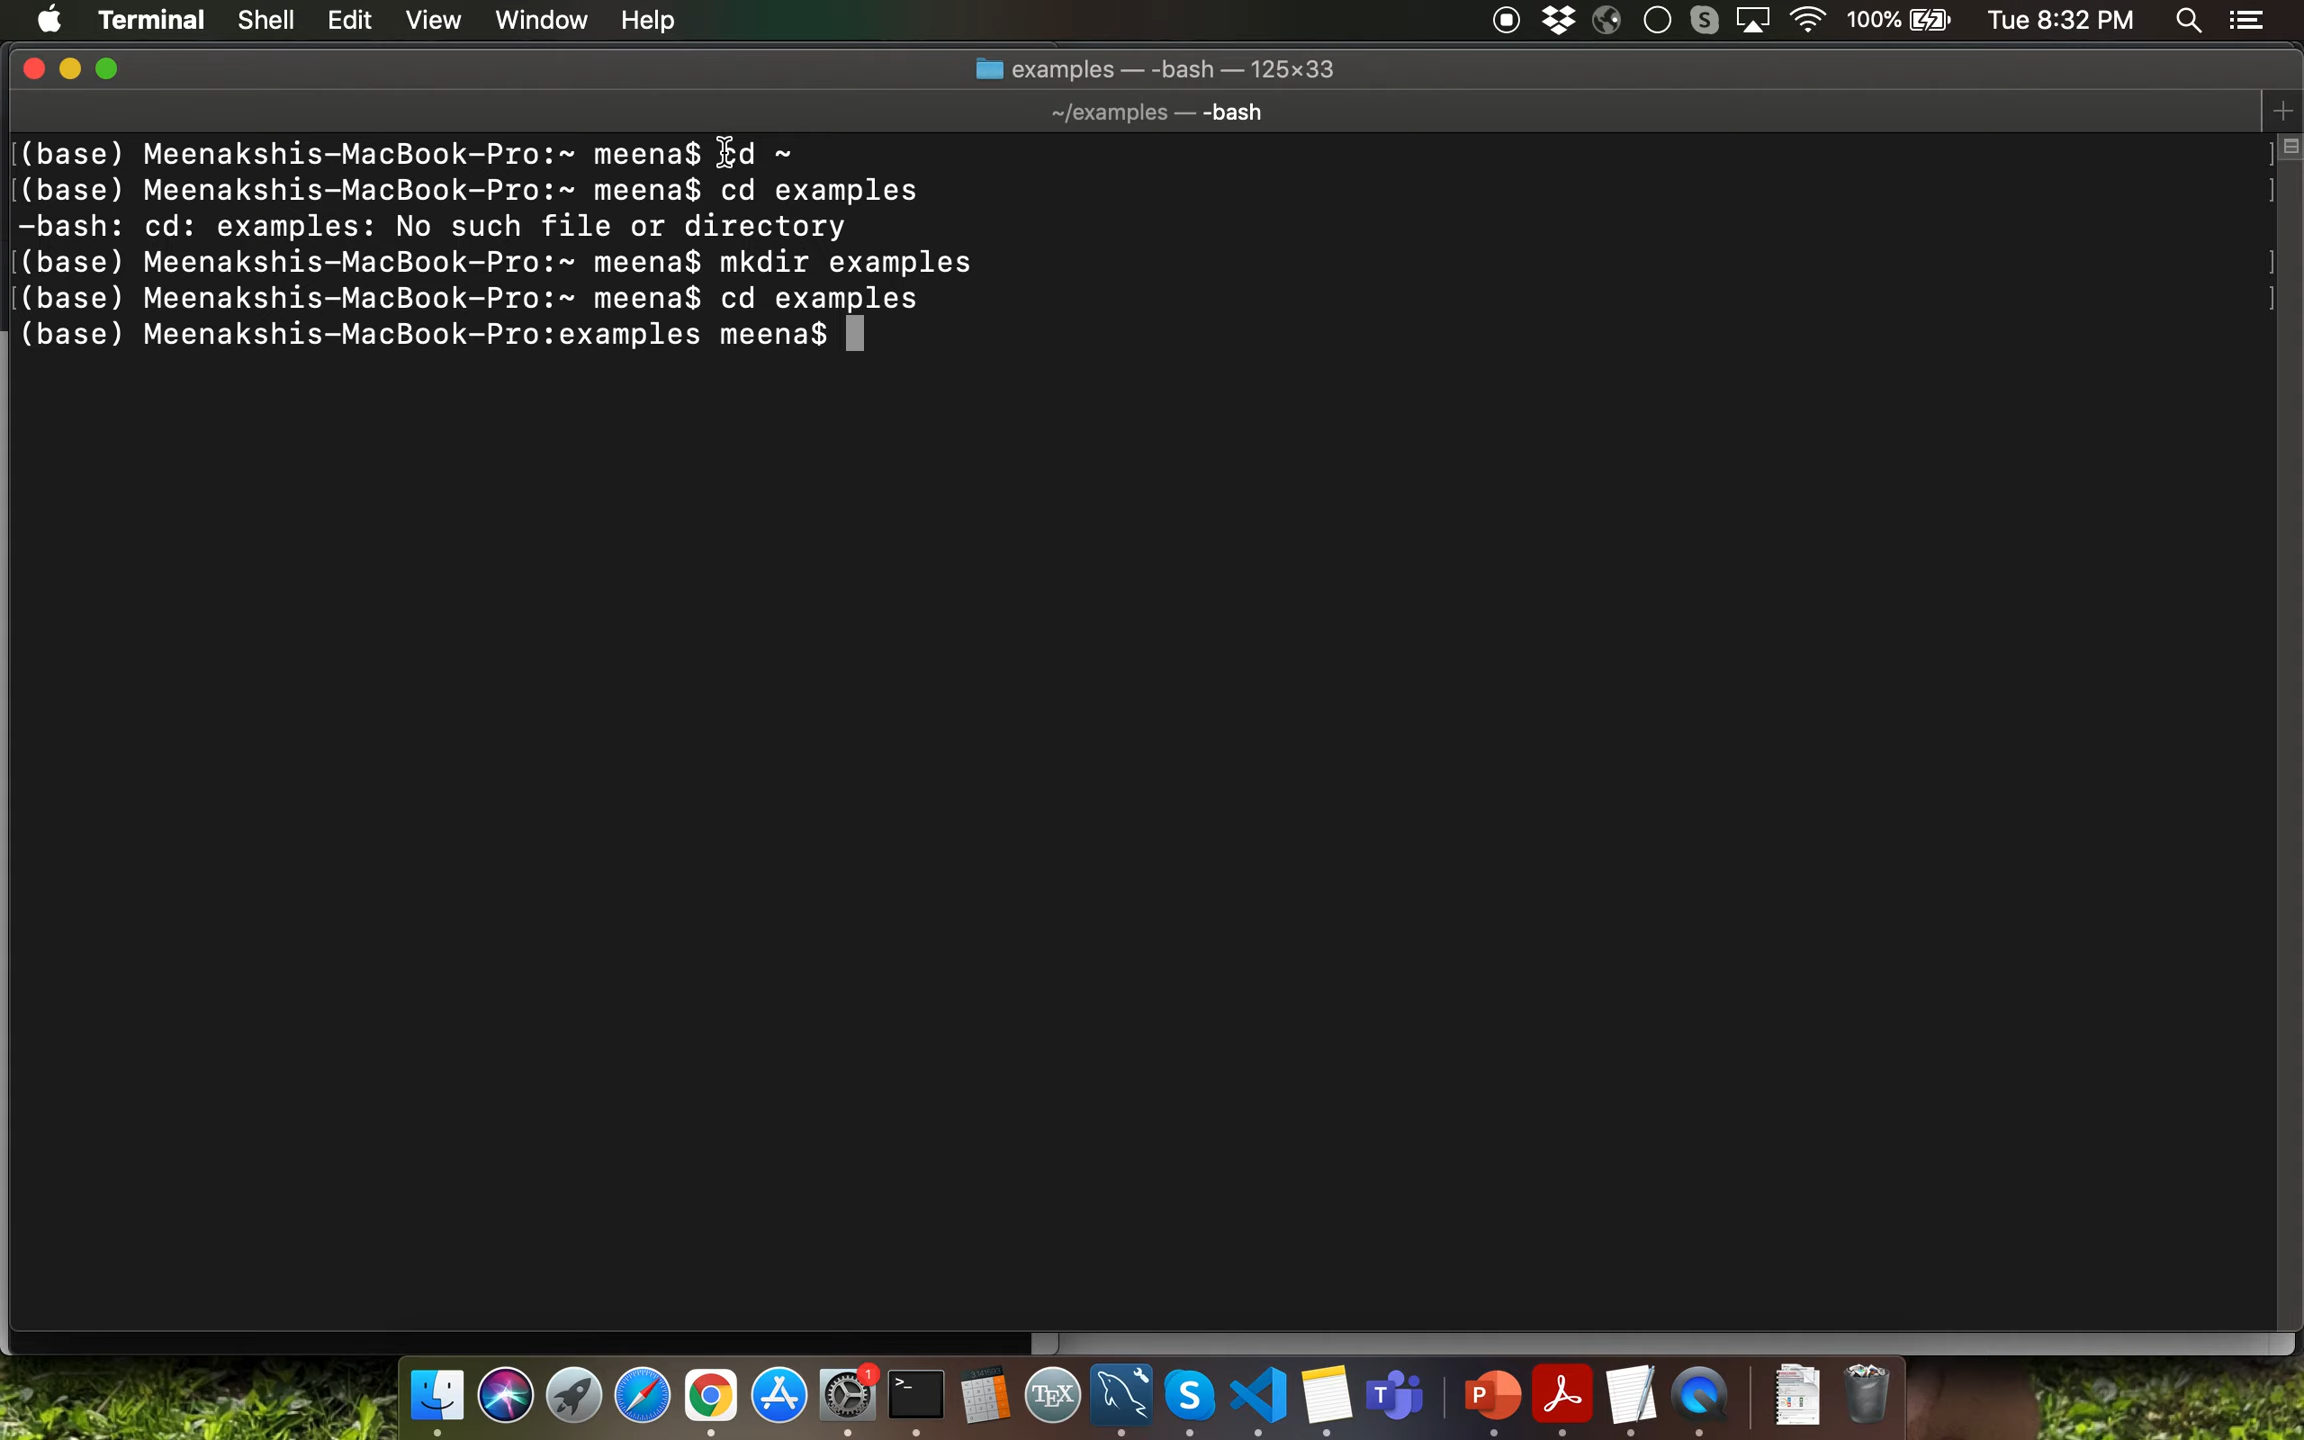 Terminal Shell Edit View Window Help 100% Tue 8:32 PM
examples — -bash — 125×33
~/examples — -bash
(base) Meenakshis-MacBook-Pro:~ meena$ cd ~
(base) Meenakshis-MacBook-Pro:~ meena$ cd examples
-bash: cd: examples: No such file or directory
(base) Meenakshis-MacBook-Pro:~ meena$ mkdir examples
(base) Meenakshis-MacBook-Pro:~ meena$ cd examples
(base) Meenakshis-MacBook-Pro:examples meena$
1
>_
TEX
S
T
P